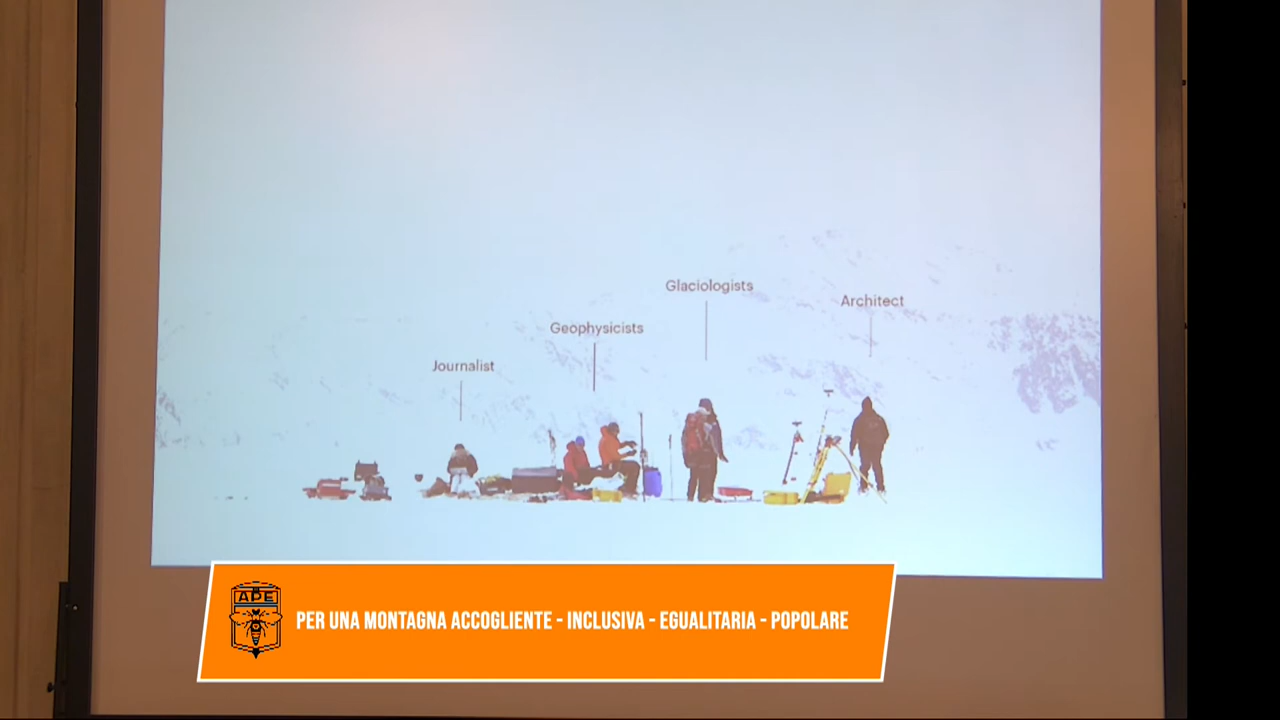 Glaciologists
Architect
Geophysicists
Journalist
APE
PER UNA MONTAGNA ACCOGLIENTE - INCLUSIVA - EGUALITARIA - POPOLARE